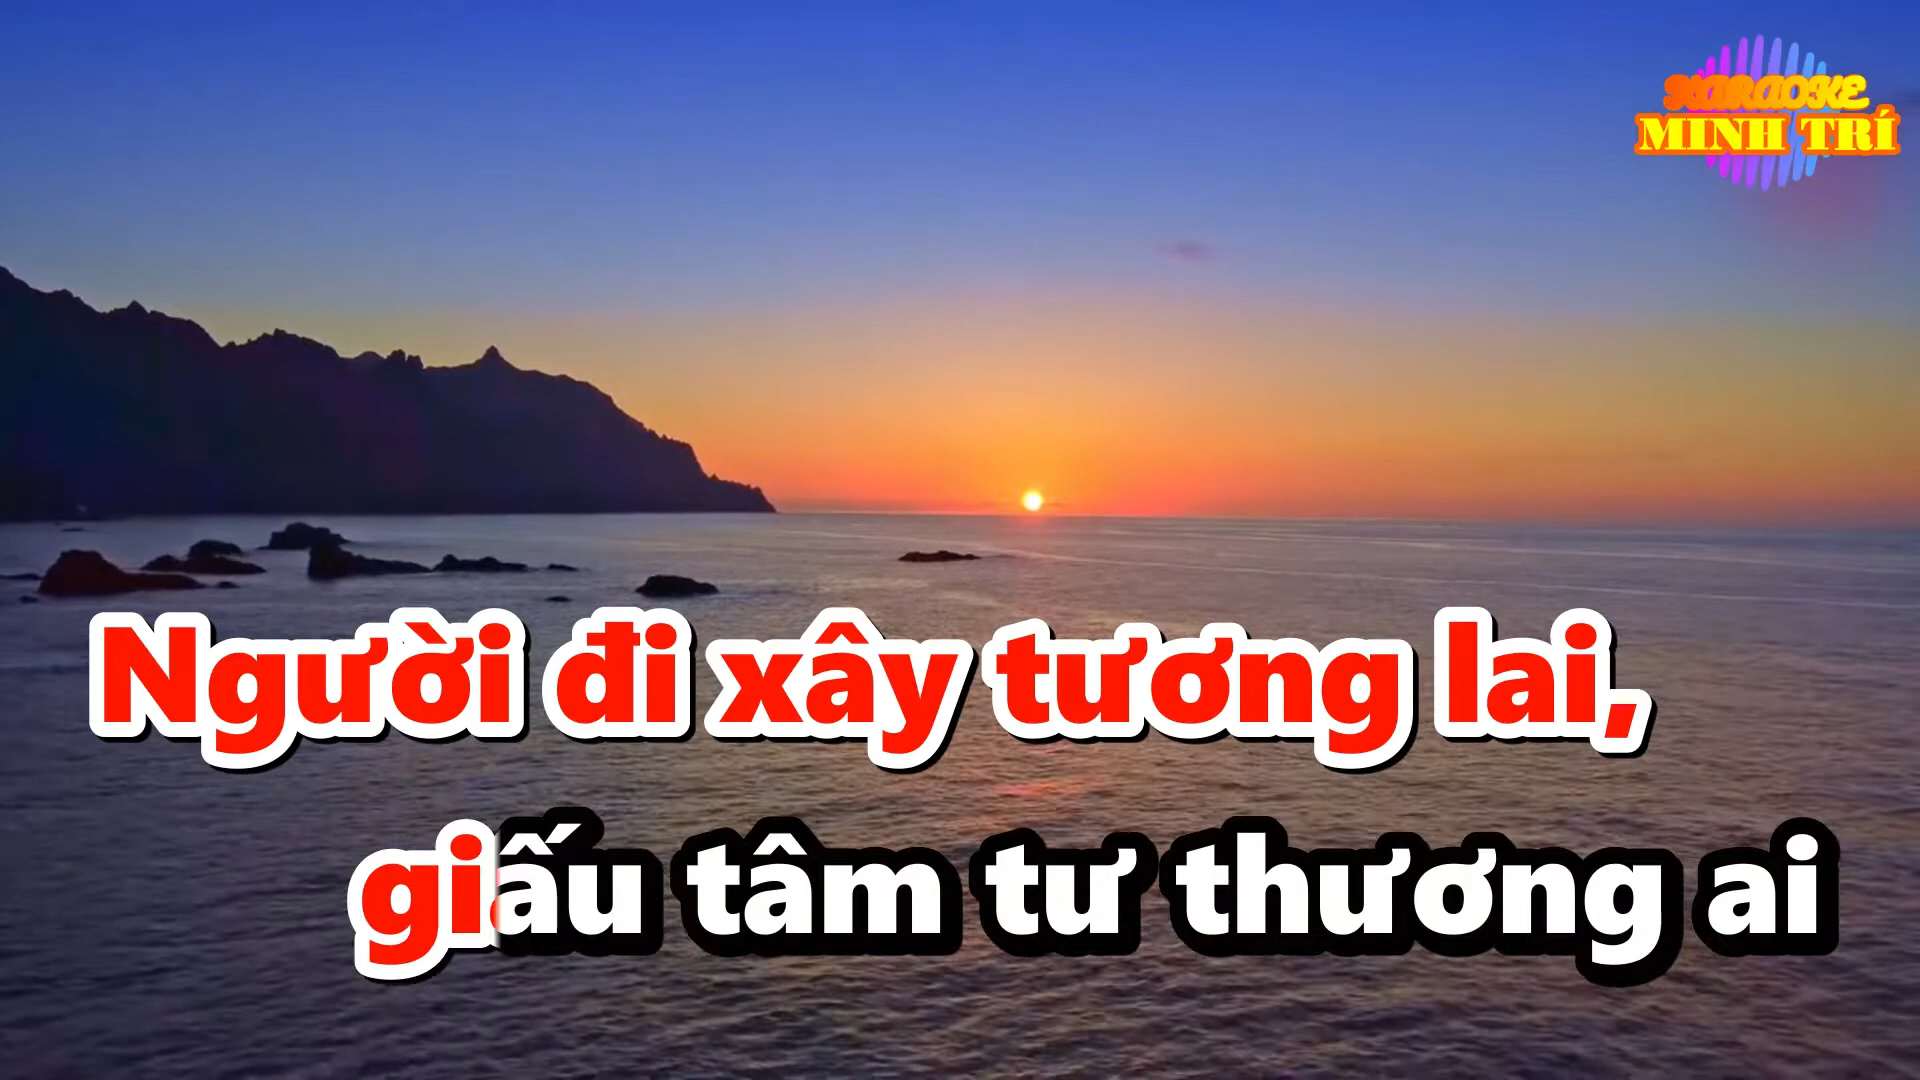 KARAOKE
MINH TRÍ
Người đi xây tương lai,
giấu tâm tư thương ai